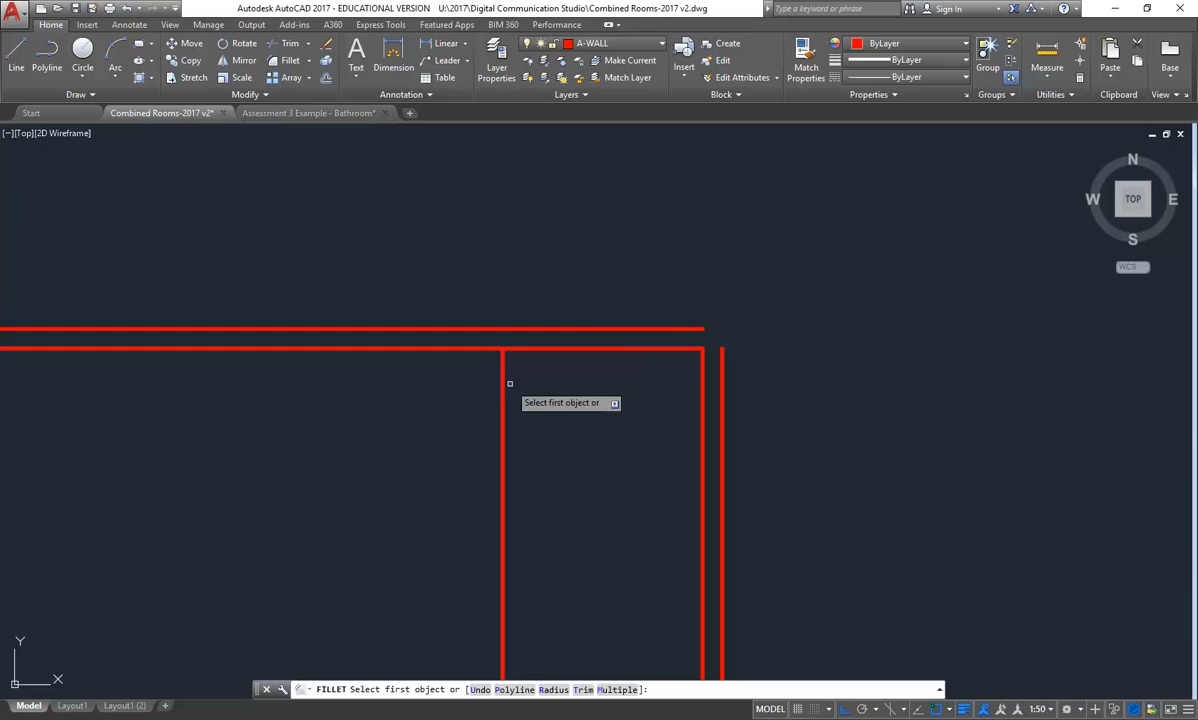 Autodesk AutoCAD 2017 - EDUCATIONAL VERSION U:\2017\Digital Communication Studio\Combined Rooms-2017 v2.dwg
Type a keyword or phrase
Sign In
Home Insert Annotate Parametric View Manage Output Add-ins A360 Express Tools Featured Apps BIM 360 Performance
Line Polyline Circle Arc
Move Rotate Trim
Copy Mirror Fillet
Stretch Scale Array
Text Dimension
Linear
Leader
Table
Layer Properties
A-WALL
Make Current
Match Layer
Insert
Create
Edit
Edit Attributes
Match Properties
ByLayer
ByLayer
ByLayer
Group Measure Paste Base
Draw Modify Annotation Layers Block Properties Groups Utilities Clipboard View
Start Combined Rooms-2017 v2* Assessment 3 Example - Bathroom*
[−][Top][2D Wireframe]
N
W TOP E
S
WCS
Select first object or
Y
X
FILLET Select first object or [Undo Polyline Radius Trim Multiple]:
Model Layout1 Layout1 (2) +
MODEL 1:50